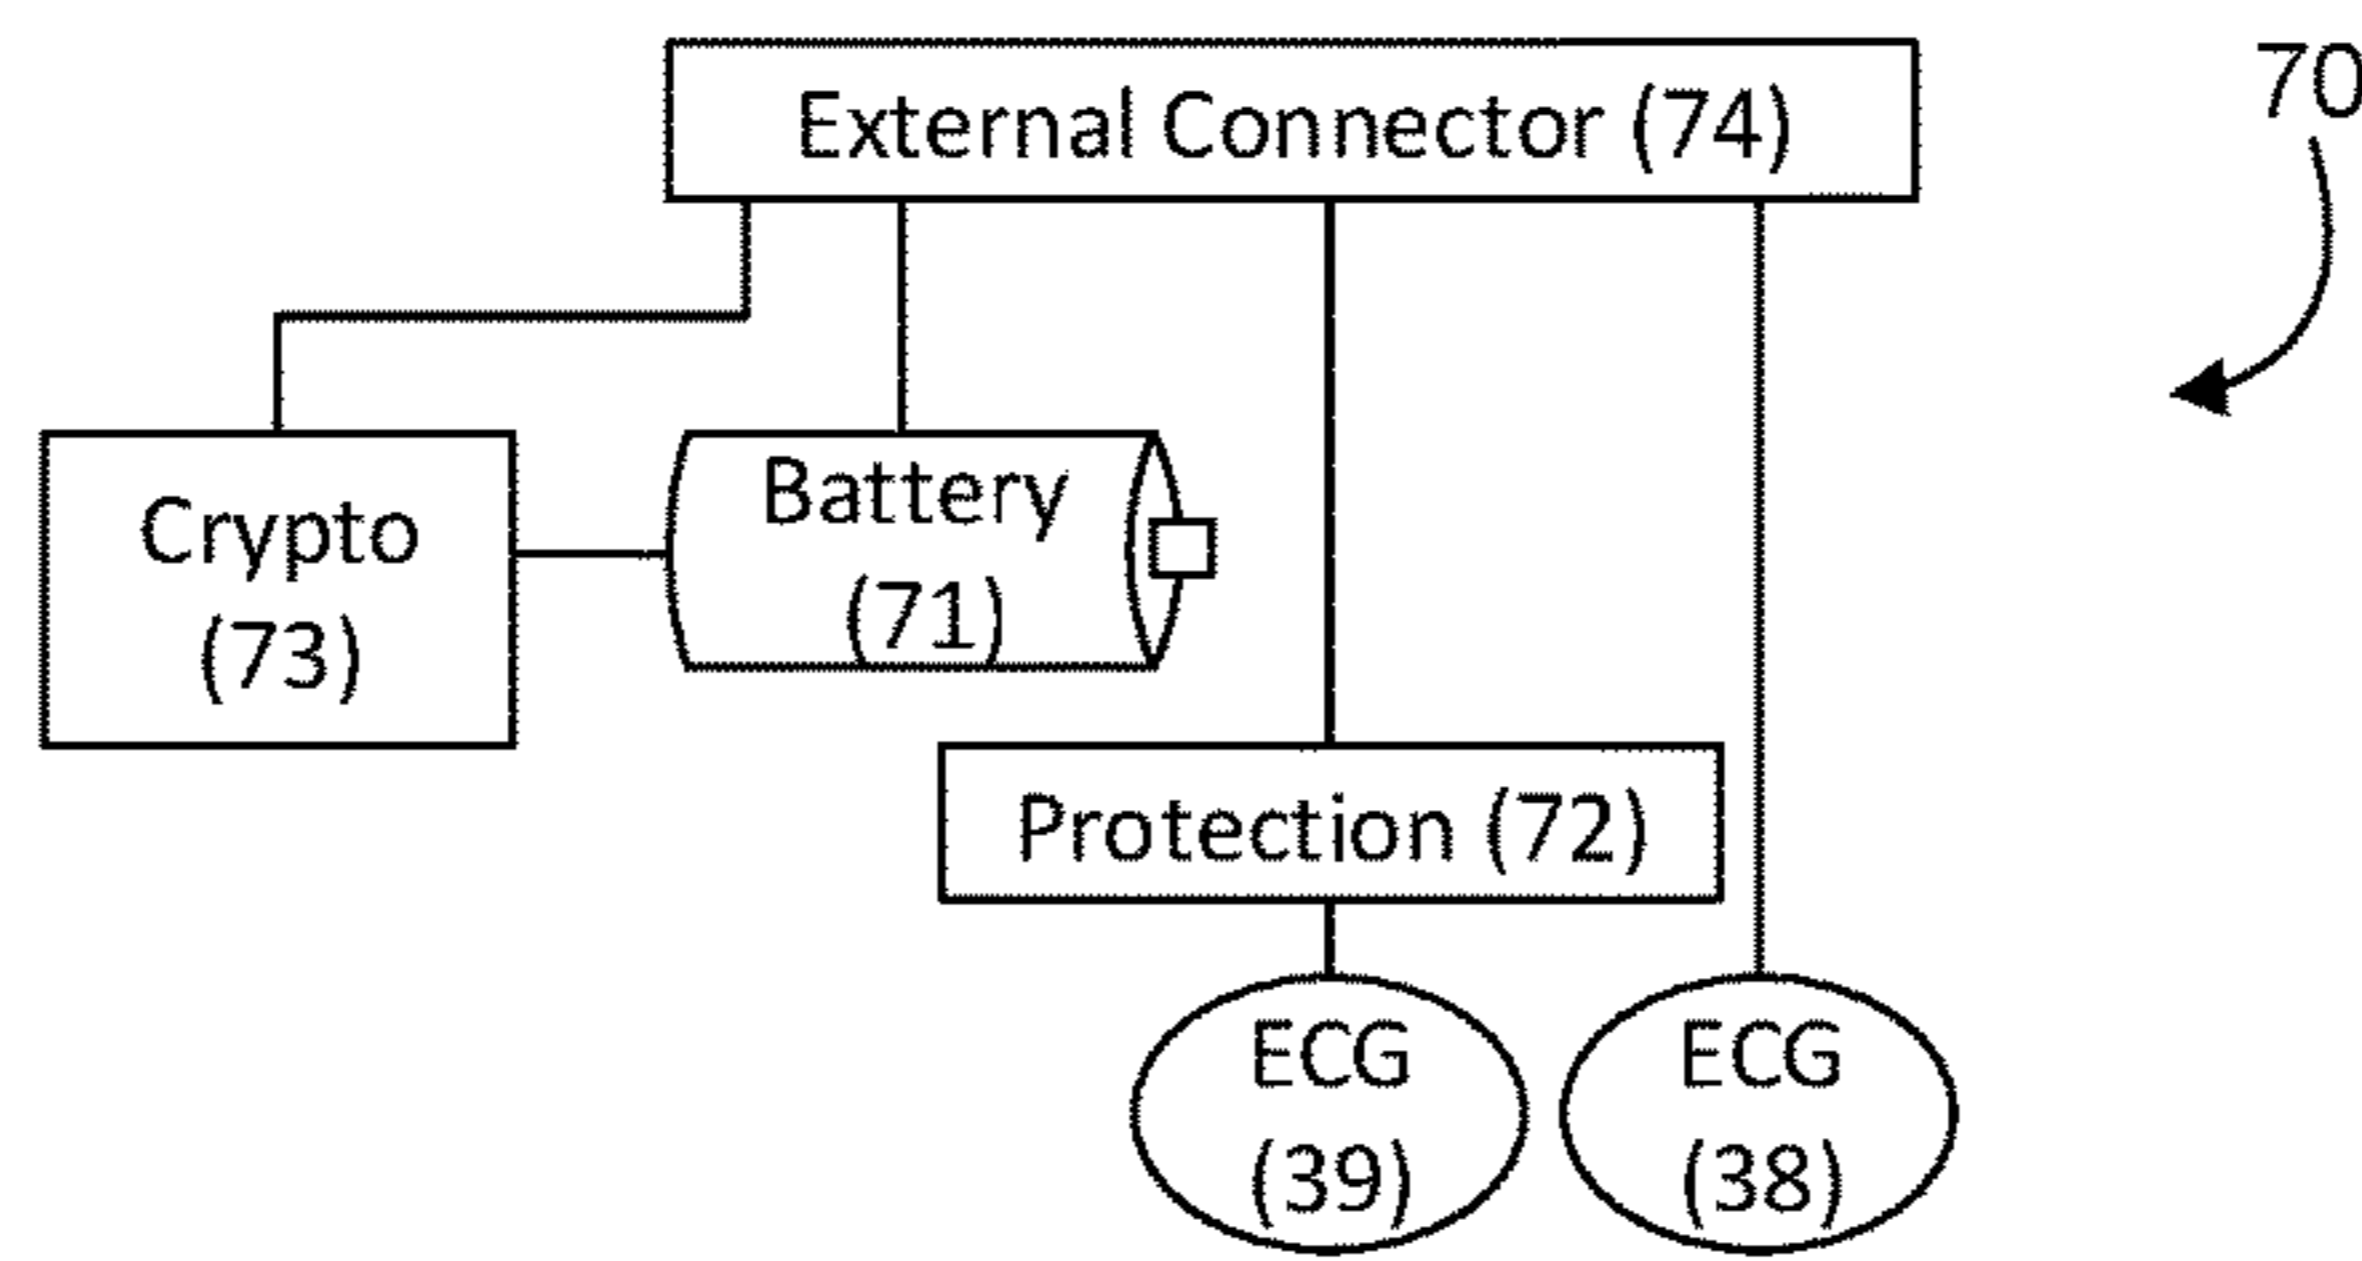 External Connector (74)
70
Crypto
(73)
Battery
(71)
Protection (72)
ECG
(39)
ECG
(38)